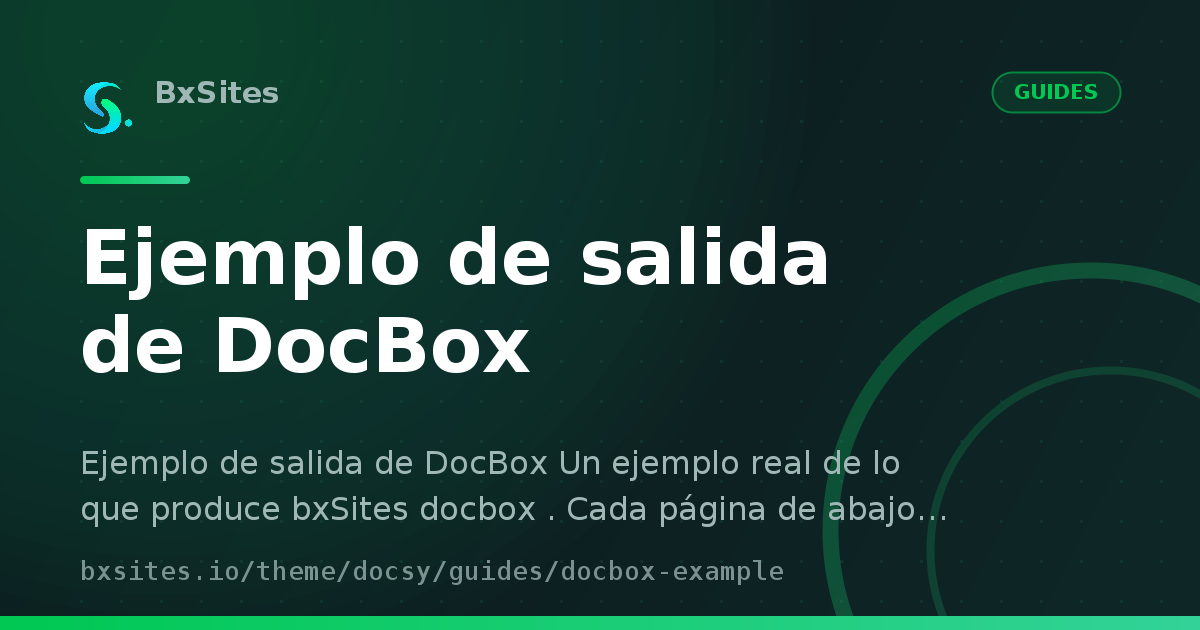 BxSites
GUIDES
Ejemplo de salida
de DocBox
Ejemplo de salida de DocBox Un ejemplo real de lo
que produce bxSites docbox . Cada página de abajo…
bxsites.io/theme/docsy/guides/docbox-example